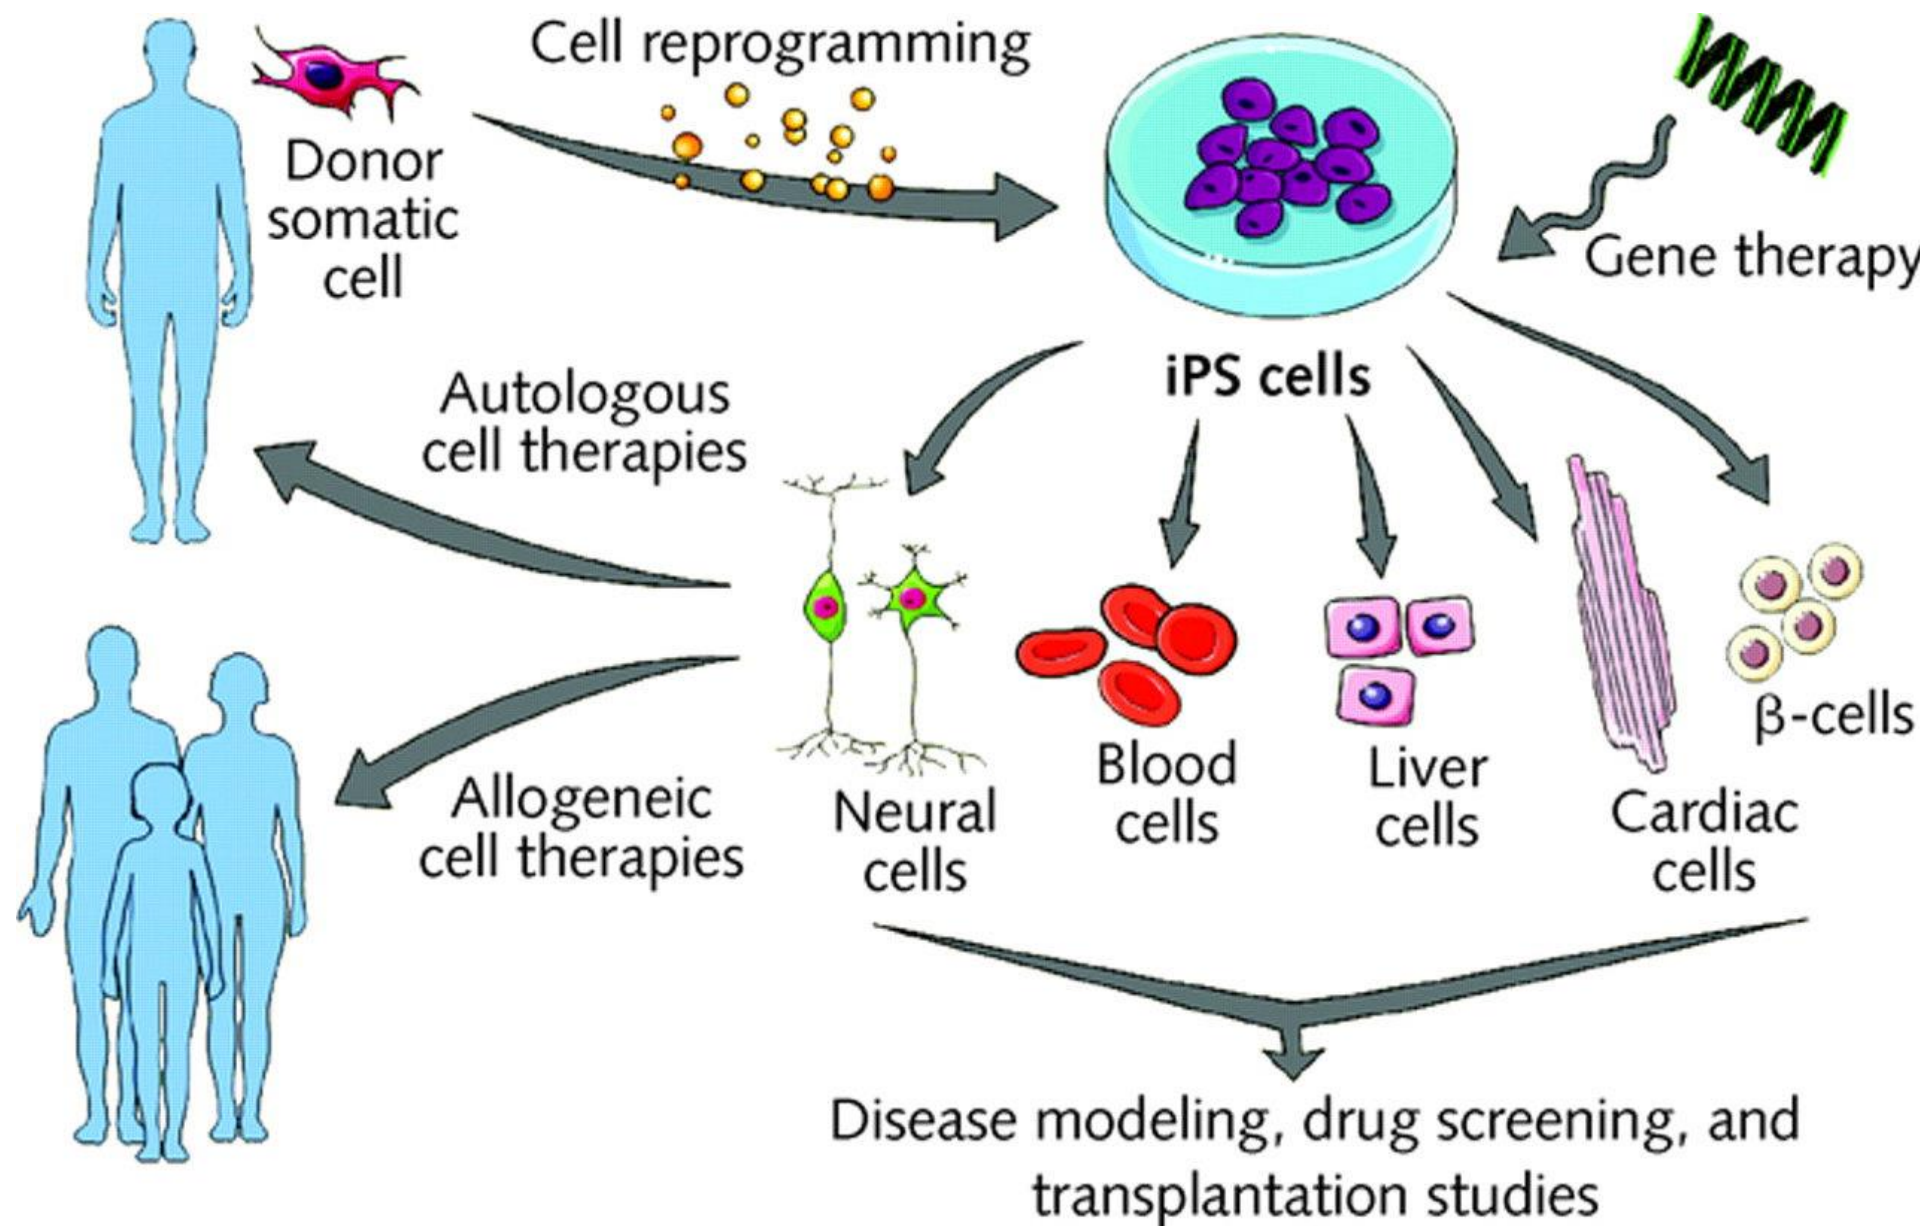 Cell reprogramming
Donor
somatic
cell
Gene therapy
iPS cells
Autologous
cell therapies
Allogeneic
cell therapies
Neural
cells
Blood
cells
Liver
cells
Cardiac
cells
β-cells
Disease modeling, drug screening, and
transplantation studies